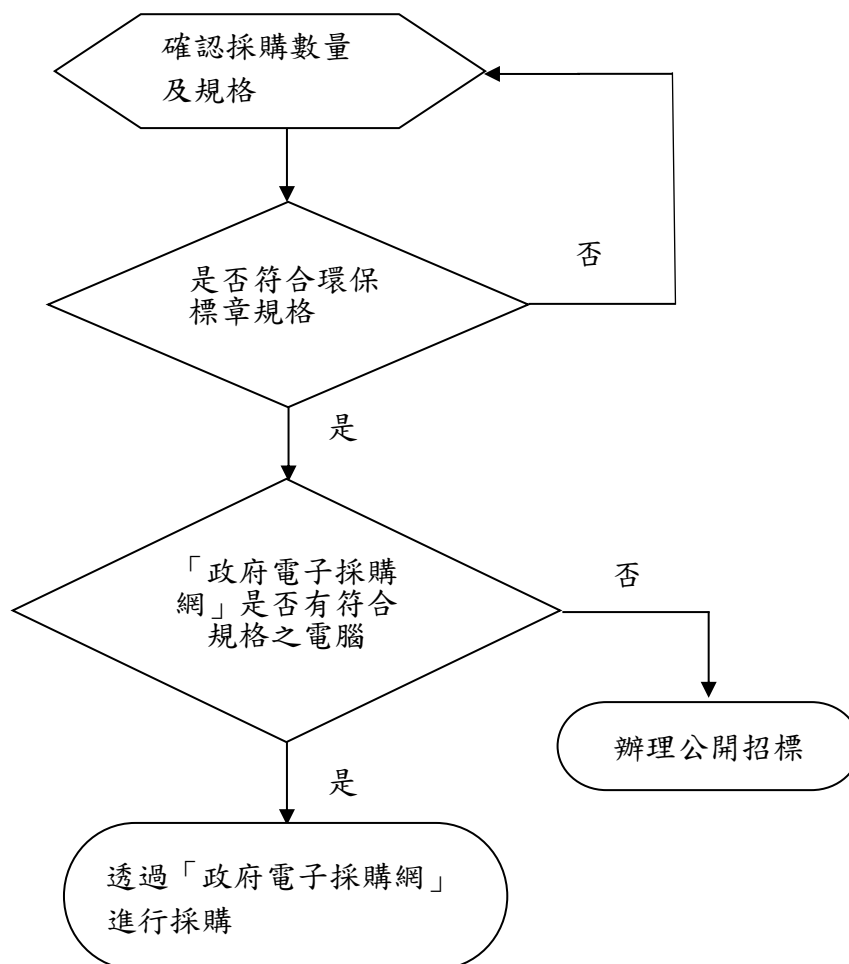 確認採購數量
及規格
是否符合環保
標章規格
否
是
「政府電子採購
網」是否有符合
規格之電腦
否
辦理公開招標
是
透過「政府電子採購網」
進行採購